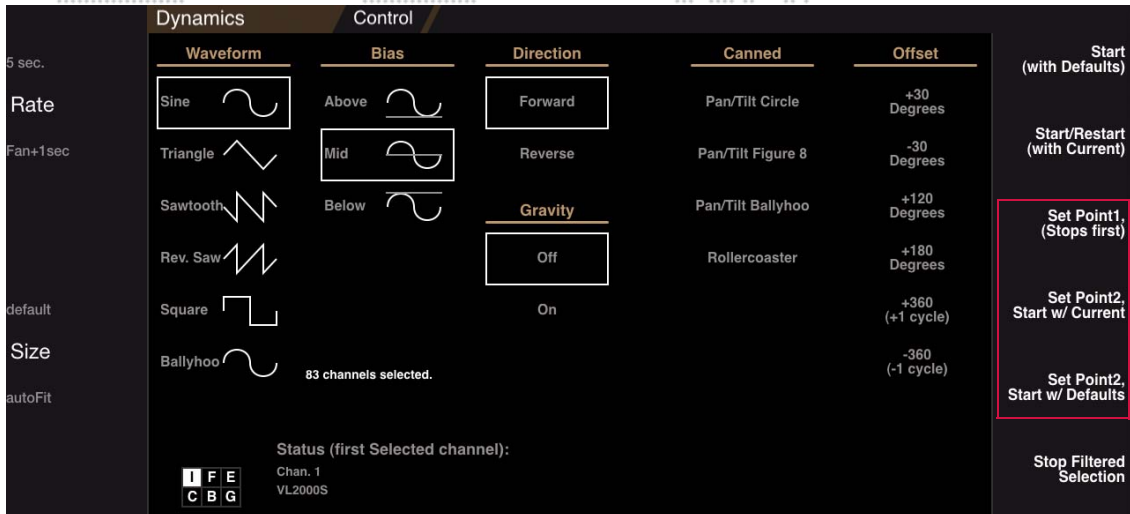 Dynamics
Control
5 sec.
Rate
Fan+1sec
default
Size
autoFit
Waveform
Sine
Triangle
Sawtooth
Rev. Saw
Square
Ballyhoo
Bias
Above
Mid
Below
83 channels selected.
Direction
Forward
Reverse
Gravity
Off
On
Canned
Pan/Tilt Circle
Pan/Tilt Figure 8
Pan/Tilt Ballyhoo
Rollercoaster
Offset
+30
Degrees
-30
Degrees
+120
Degrees
+180
Degrees
+360
(+1 cycle)
-360
(-1 cycle)
Start
(with Defaults)
Start/Restart
(with Current)
Set Point1,
(Stops first)
Set Point2,
Start w/ Current
Set Point2,
Start w/ Defaults
Stop Filtered
Selection
Status (first Selected channel):
Chan. 1
VL2000S
I F E
C B G